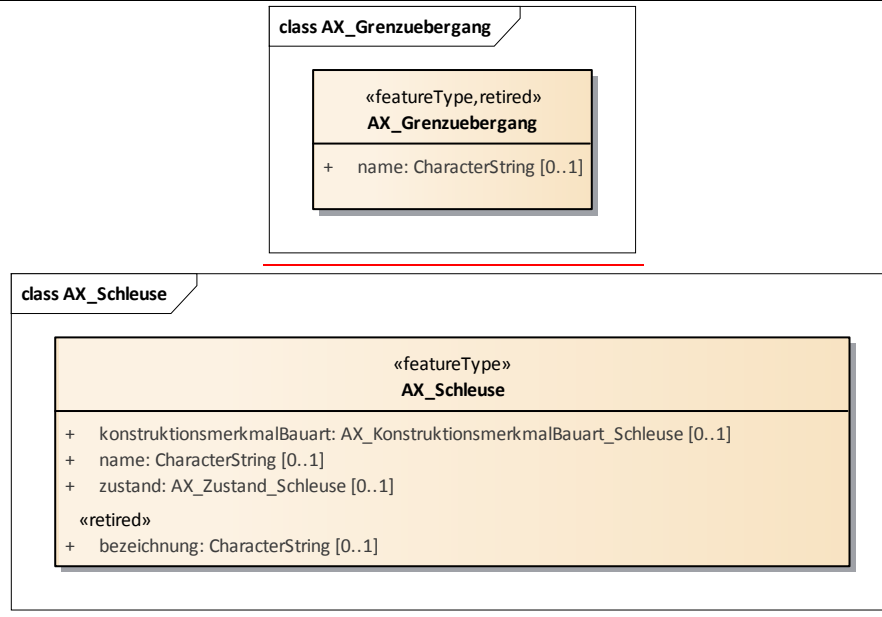 class AX_Grenzuebergang
«featureType,retired»
AX_Grenzuebergang
+ name: CharacterString [0..1]
class AX_Schleuse
«featureType»
AX_Schleuse
+ konstruktionsmerkmalBauart: AX_KonstruktionsmerkmalBauart_Schleuse [0..1]
+ name: CharacterString [0..1]
+ zustand: AX_Zustand_Schleuse [0..1]
«retired»
+ bezeichnung: CharacterString [0..1]